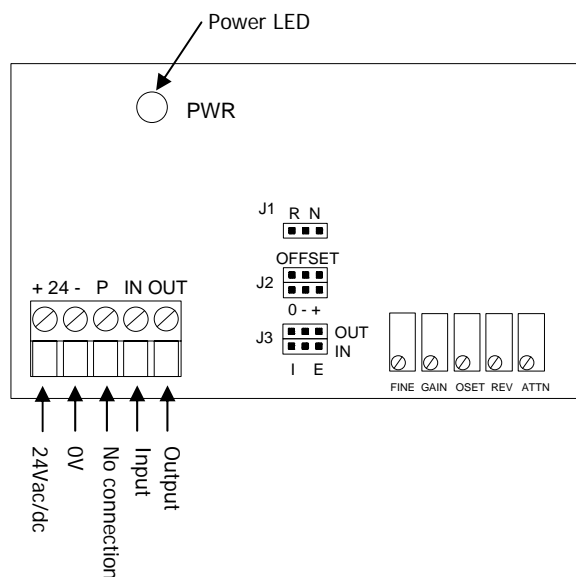 Power LED
PWR
J1
R N
OFFSET
J2
0 - +
J3
OUT
IN
I E
+ 24 - P IN OUT
FINE GAIN OSET REV ATTN
24Vac/dc
0V
No connection
Input
Output